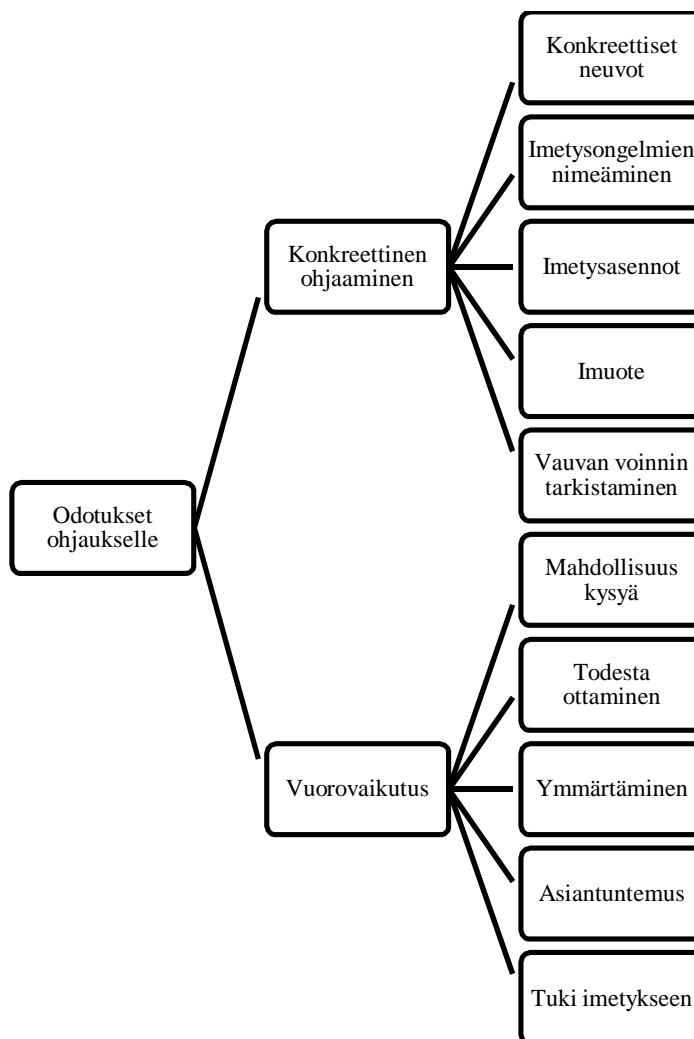 Konkreettiset
neuvot
Imetysongelmien
nimeäminen
Konkreettinen
ohjaaminen
Imetysasennot
Imuote
Vauvan voinnin
tarkistaminen
Odotukset
ohjaukselle
Mahdollisuus
kysyä
Todesta
ottaminen
Vuorovaikutus
Ymmärtäminen
Asiantuntemus
Tuki imetykseen